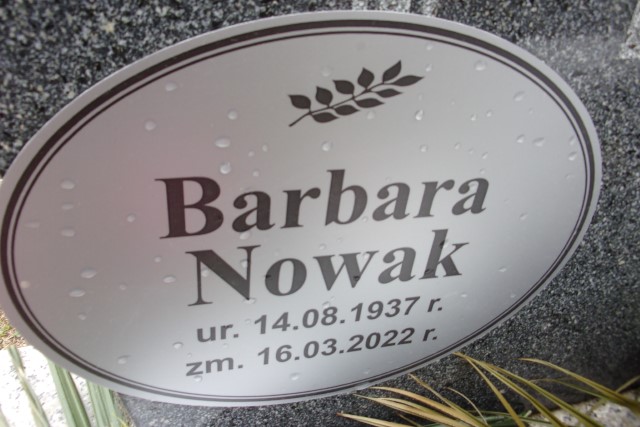 Barbara
Nowak
ur. 14.08.1937 r.
zm. 16.03.2022 r.